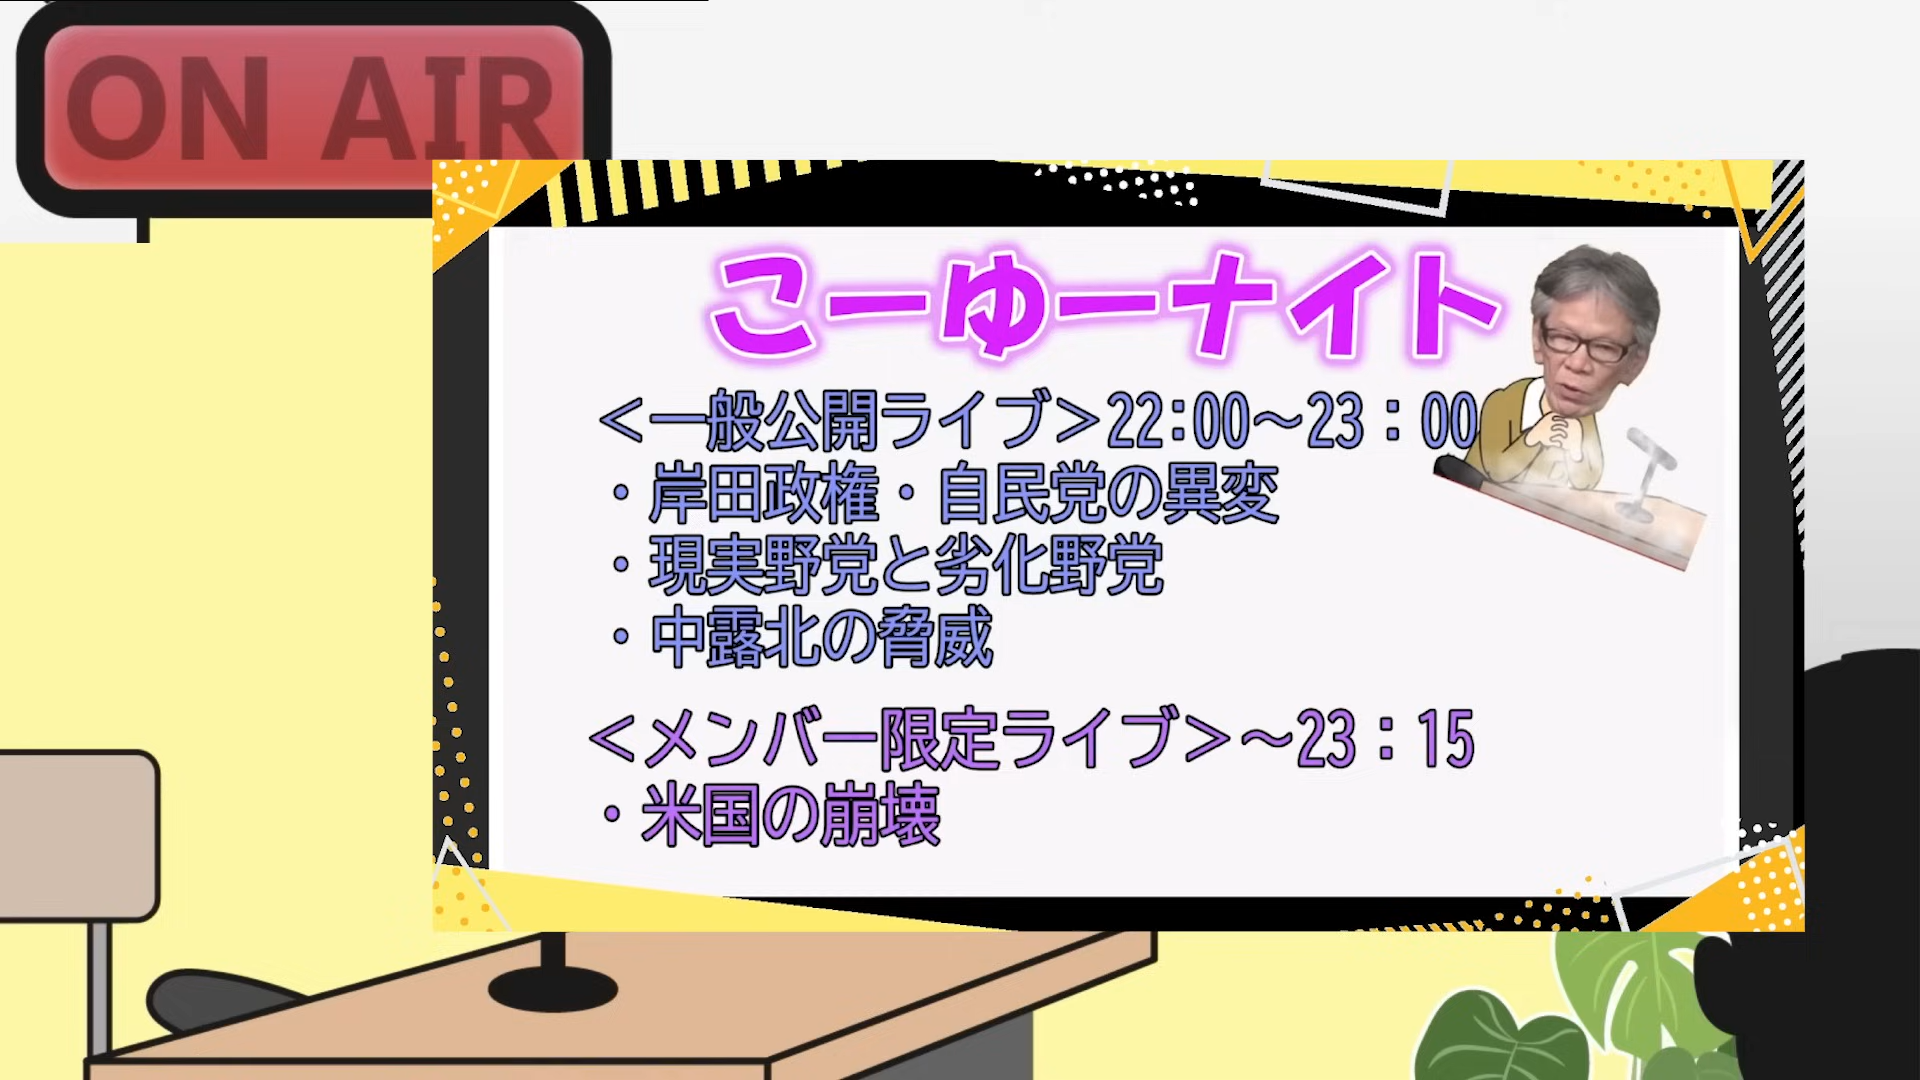 ON AIR
こーゆーナイト
＜一般公開ライブ＞22:00～23：00
・岸田政権・自民党の異変
・現実野党と劣化野党
・中露北の脅威
＜メンバー限定ライブ＞～23：15
・米国の崩壊